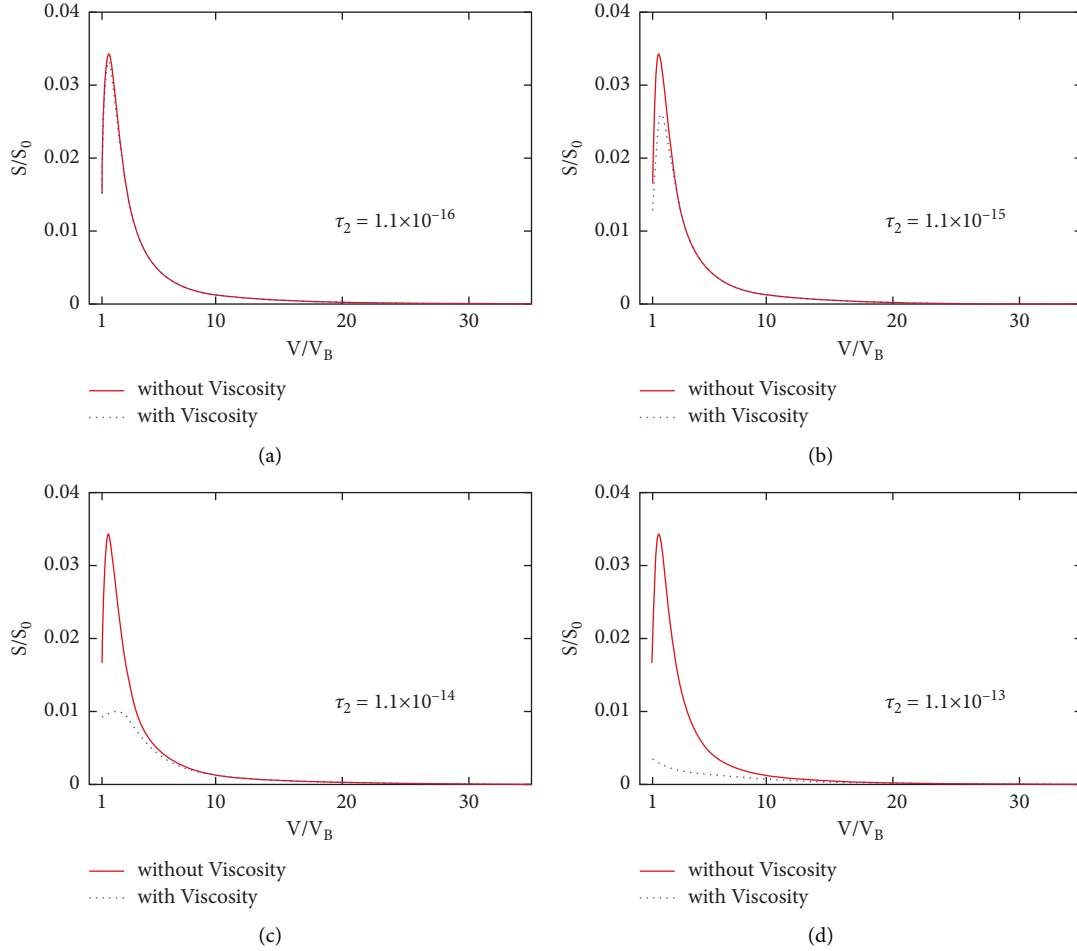 0.04
0.03
S/S0
0.02
0.01
τ2 = 1.1×10−16
0
1 10 20 30
V/VB
without Viscosity
with Viscosity
(a)
0.04
0.03
S/S0
0.02
0.01
τ2 = 1.1×10−15
0
1 10 20 30
V/VB
without Viscosity
with Viscosity
(b)
0.04
0.03
S/S0
0.02
0.01
τ2 = 1.1×10−14
0
1 10 20 30
V/VB
without Viscosity
with Viscosity
(c)
0.04
0.03
S/S0
0.02
0.01
τ2 = 1.1×10−13
0
1 10 20 30
V/VB
without Viscosity
with Viscosity
(d)